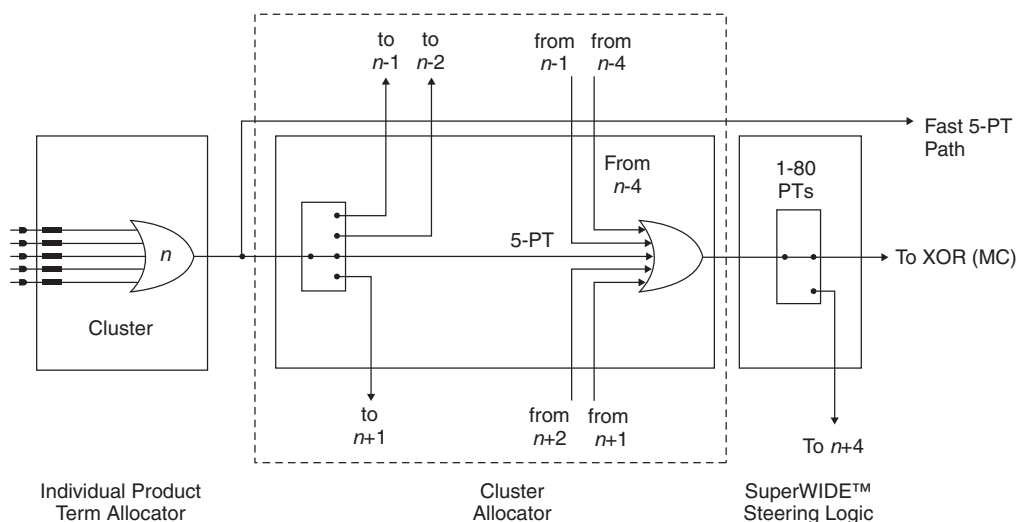 to
n-1
to
n-2
from
n-1
from
n-4
Fast 5-PT
Path
From
n-4
1-80
PTs
n
5-PT
To XOR (MC)
Cluster
to
n+1
from
n+2
from
n+1
To n+4
Individual Product
Term Allocator
Cluster
Allocator
SuperWIDE™
Steering Logic